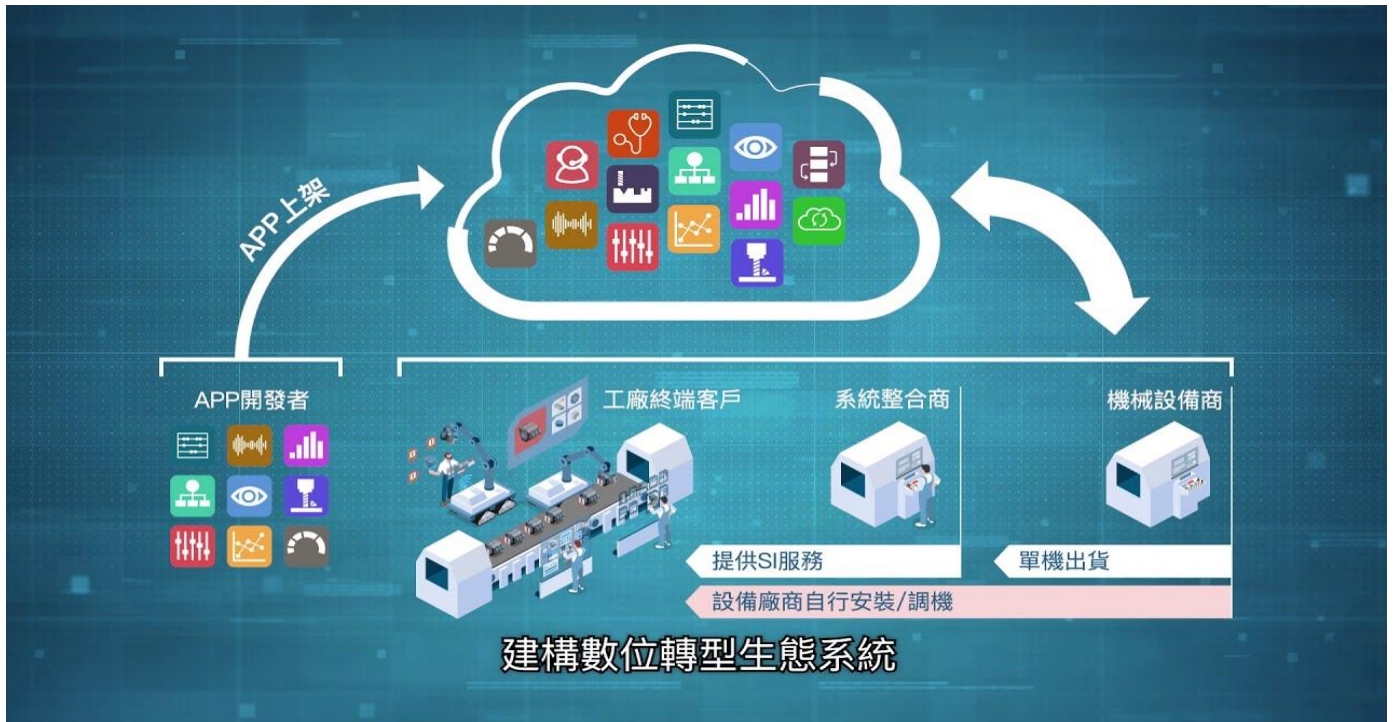 APP上架
APP開發者
工廠終端客戶
系統整合商
機械設備商
提供SI服務
單機出貨
設備廠商自行安裝/調機
建構數位轉型生態系統